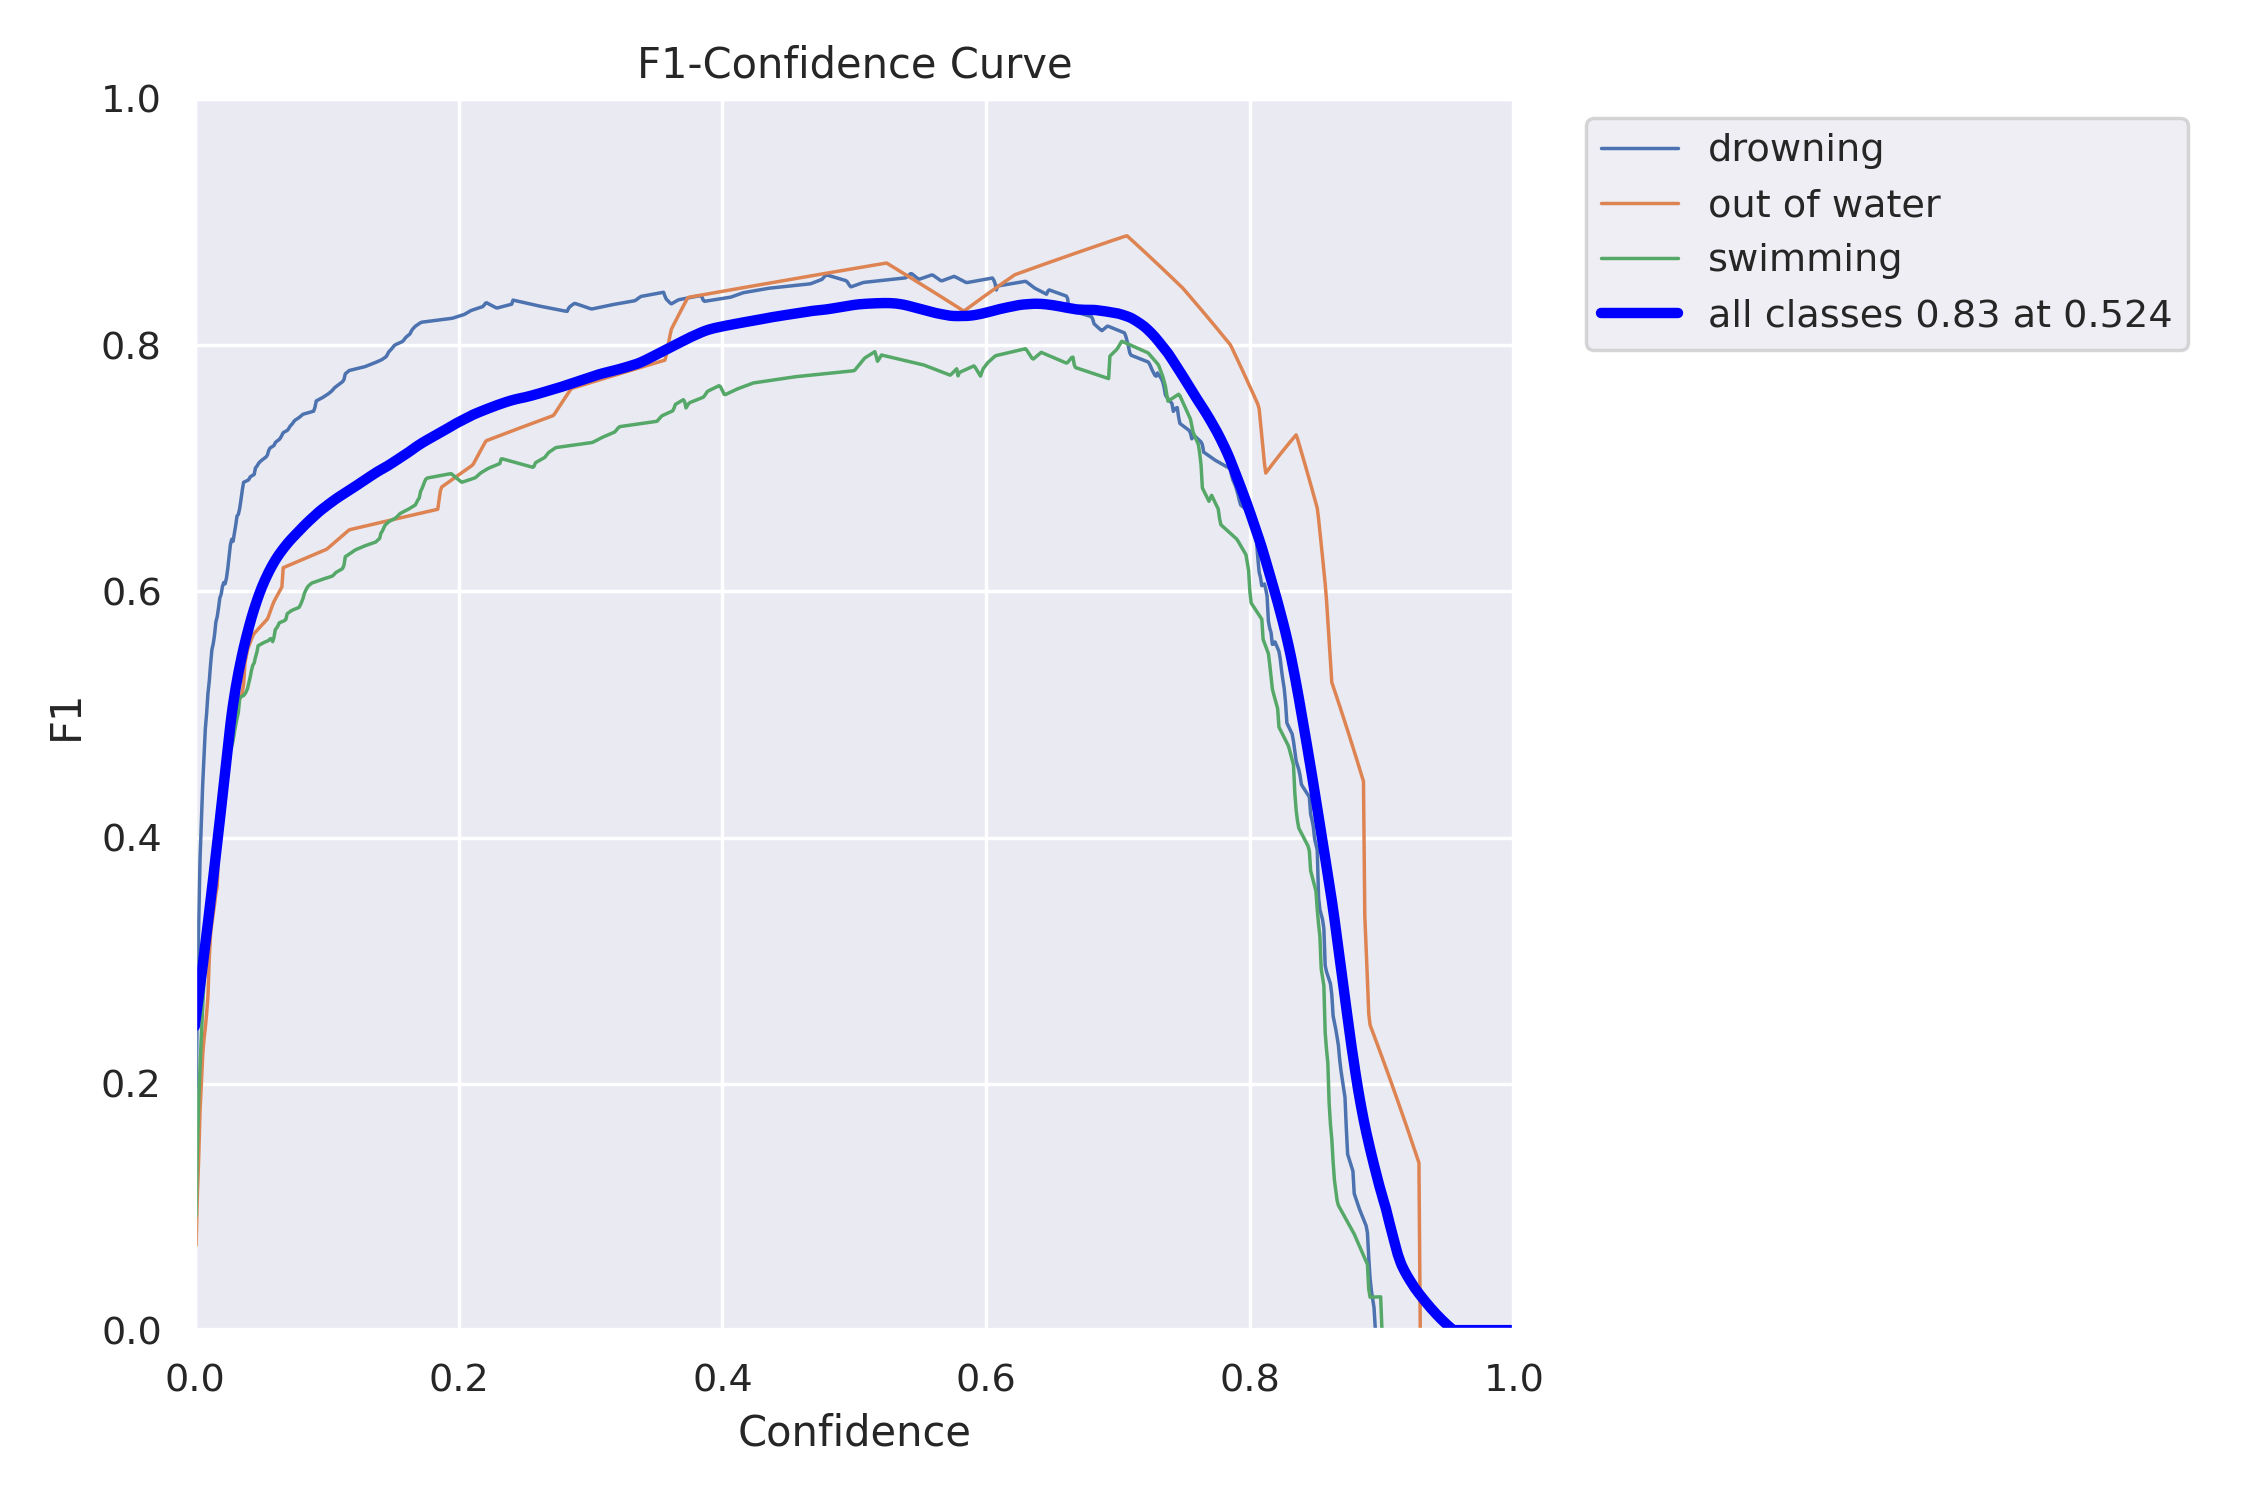 F1-Confidence Curve
1.0
0.8
0.6
0.4
0.2
0.0
F1
0.0 0.2 0.4 0.6 0.8 1.0
Confidence
drowning
out of water
swimming
all classes 0.83 at 0.524